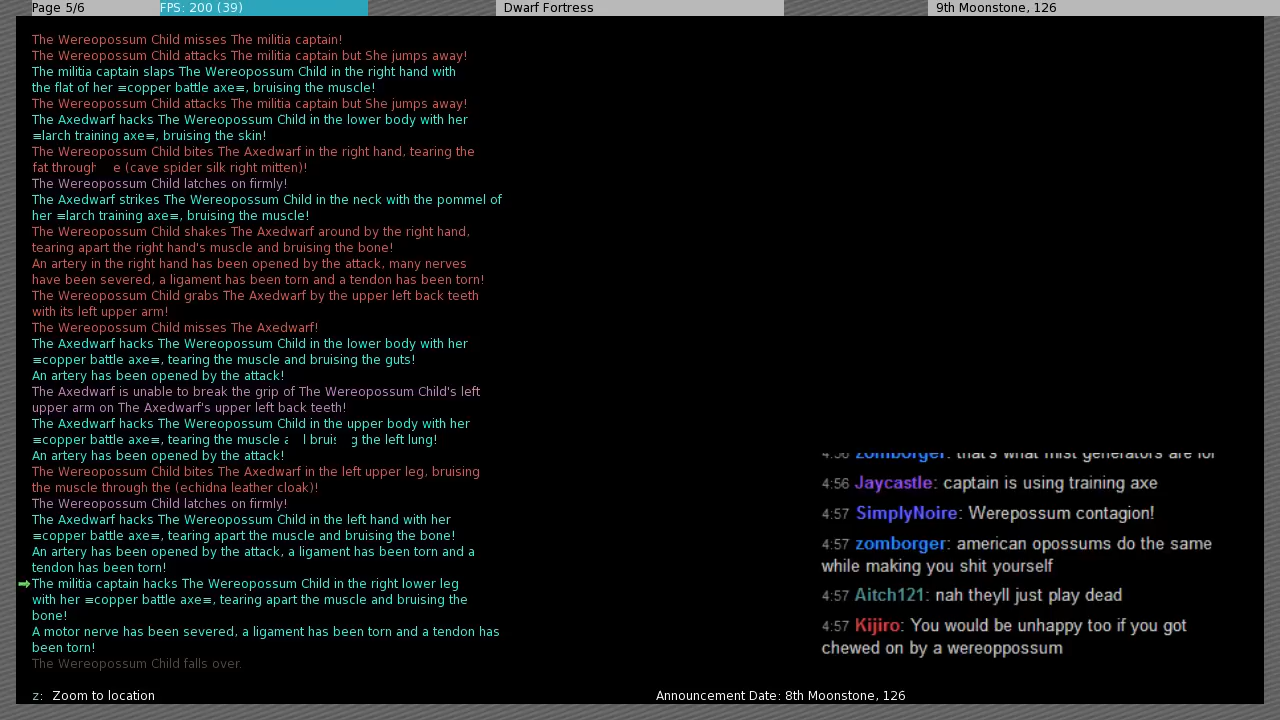 Page 5/6 FPS: 200 (39) Dwarf Fortress 9th Moonstone, 126
The Wereopossum Child misses The militia captain!
The Wereopossum Child attacks The militia captain but She jumps away!
The militia captain slaps The Wereopossum Child in the right hand with
the flat of her ≡copper battle axe≡, bruising the muscle!
The Wereopossum Child attacks The militia captain but She jumps away!
The Axedwarf hacks The Wereopossum Child in the lower body with her
≡larch training axe≡, bruising the skin!
The Wereopossum Child bites The Axedwarf in the right hand, tearing the
fat through e (cave spider silk right mitten)!
The Wereopossum Child latches on firmly!
The Axedwarf strikes The Wereopossum Child in the neck with the pommel of
her ≡larch training axe≡, bruising the muscle!
The Wereopossum Child shakes The Axedwarf around by the right hand,
tearing apart the right hand's muscle and bruising the bone!
An artery in the right hand has been opened by the attack, many nerves
have been severed, a ligament has been torn and a tendon has been torn!
The Wereopossum Child grabs The Axedwarf by the upper left back teeth
with its left upper arm!
The Wereopossum Child misses The Axedwarf!
The Axedwarf hacks The Wereopossum Child in the lower body with her
≡copper battle axe≡, tearing the muscle and bruising the guts!
An artery has been opened by the attack!
The Axedwarf is unable to break the grip of The Wereopossum Child's left
upper arm on The Axedwarf's upper left back teeth!
The Axedwarf hacks The Wereopossum Child in the upper body with her
≡copper battle axe≡, tearing the muscle a l bruis g the left lung!
An artery has been opened by the attack!
The Wereopossum Child bites The Axedwarf in the left upper leg, bruising
the muscle through the (echidna leather cloak)!
The Wereopossum Child latches on firmly!
The Axedwarf hacks The Wereopossum Child in the left hand with her
≡copper battle axe≡, tearing apart the muscle and bruising the bone!
An artery has been opened by the attack, a ligament has been torn and a
tendon has been torn!
The militia captain hacks The Wereopossum Child in the right lower leg
with her ≡copper battle axe≡, tearing apart the muscle and bruising the
bone!
A motor nerve has been severed, a ligament has been torn and a tendon has
been torn!
The Wereopossum Child falls over.
z: Zoom to location Announcement Date: 8th Moonstone, 126
4:56 zomborger: that's what mist generators are for
4:56 Jaycastle: captain is using training axe
4:57 SimplyNoire: Werepossum contagion!
4:57 zomborger: american opossums do the same
while making you shit yourself
4:57 Aitch121: nah theyll just play dead
4:57 Kijiro: You would be unhappy too if you got
chewed on by a wereoppossum